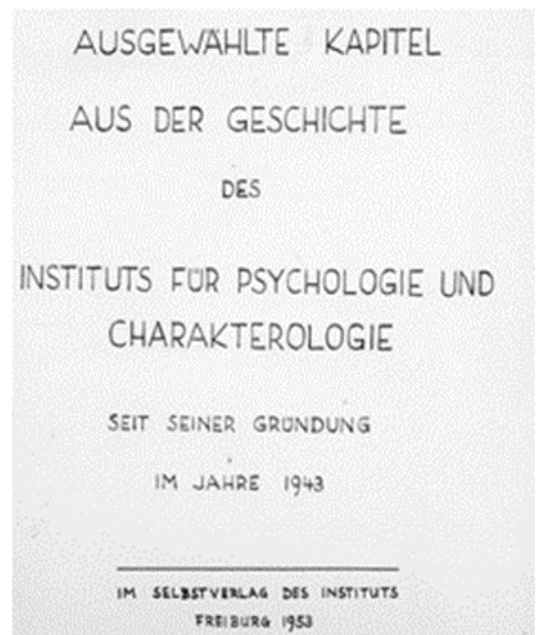 AUSGEWÄHLTE KAPITEL
AUS DER GESCHICHTE
DES
INSTITUTS FÜR PSYCHOLOGIE UND
CHARAKTEROLOGIE
SEIT SEINER GRÜNDUNG
IM JAHRE 1943
IM SELBSTVERLAG DES INSTITUTS
FREIBURG 1953